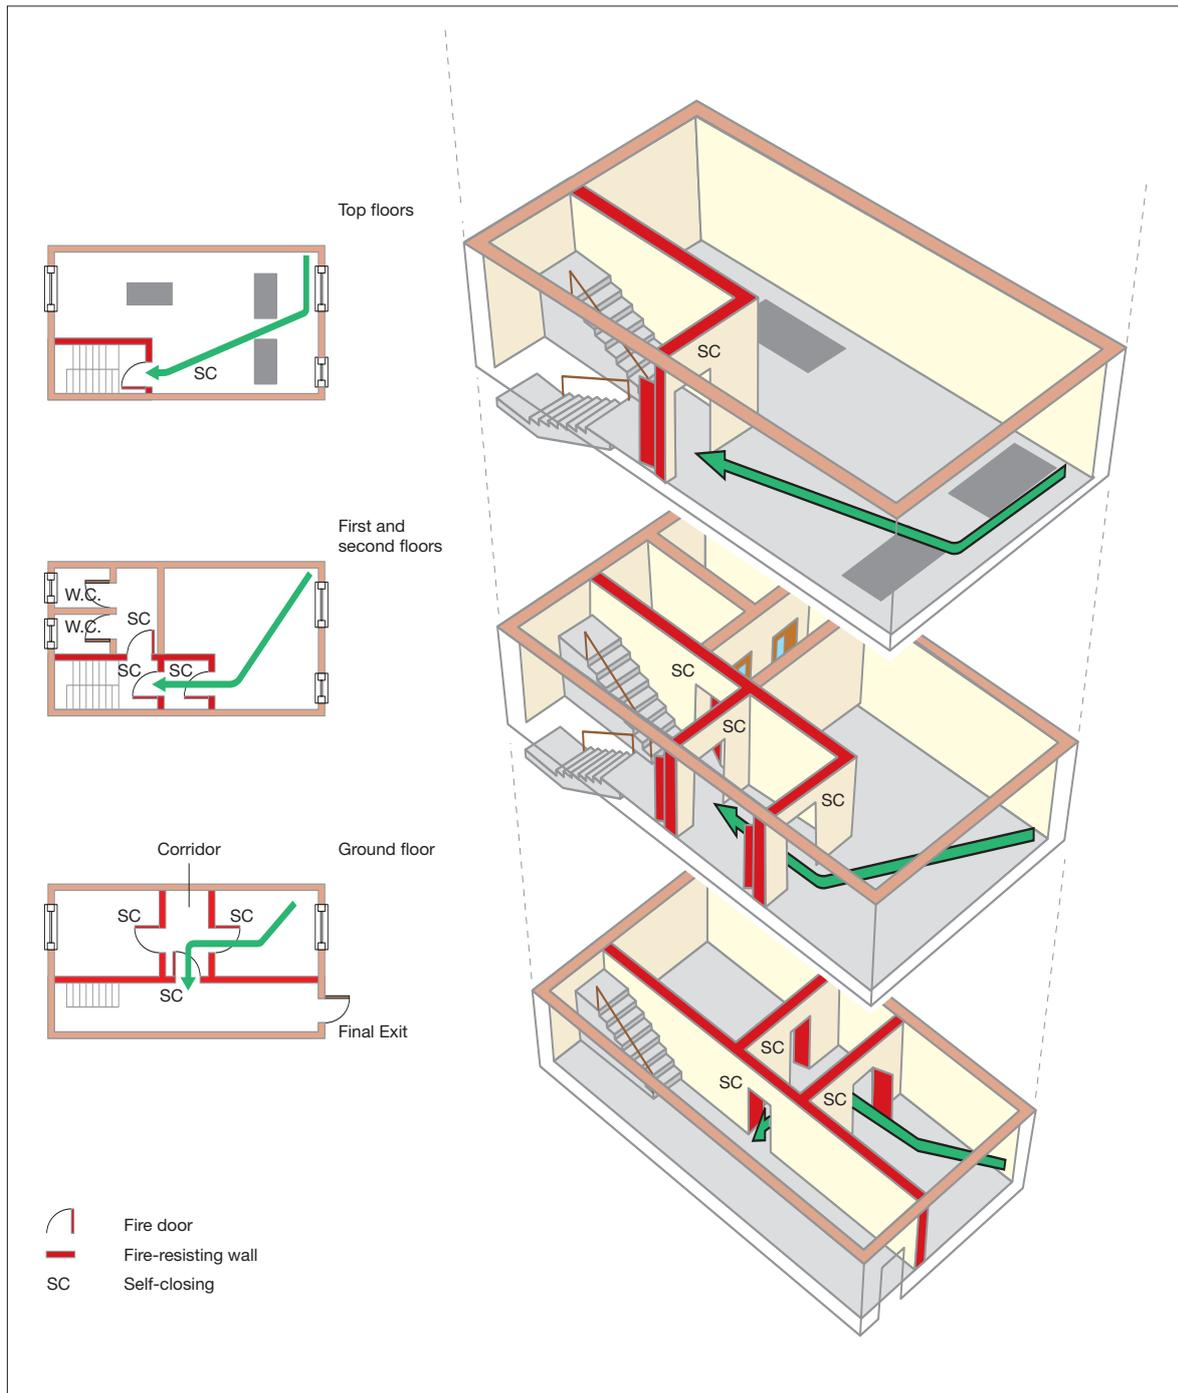 Top floors
SC
SC
First and
second floors
W.C.
W.C.
SC
SC
SC
SC
SC
SC
Corridor
Ground floor
SC
SC
SC
Final Exit
SC
SC
SC
Fire door
Fire-resisting wall
SC
Self-closing